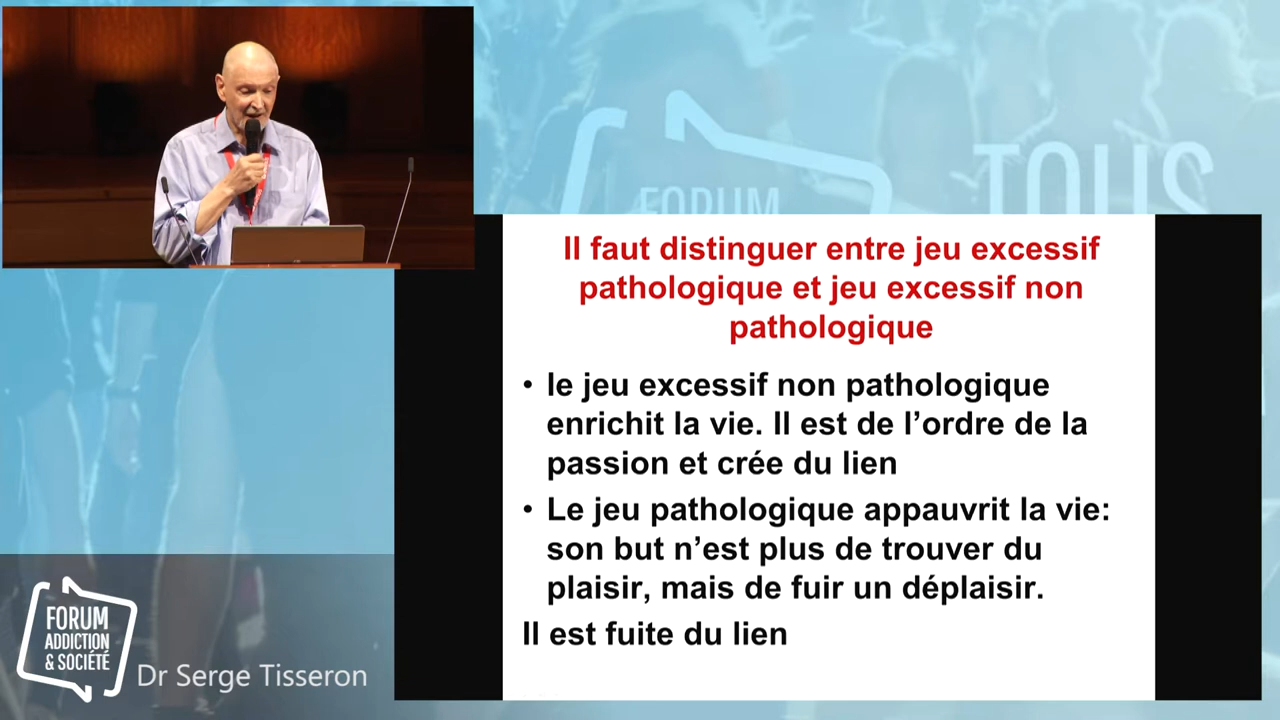 FORUM
TOUS
Il faut distinguer entre jeu excessif
pathologique et jeu excessif non
pathologique
• le jeu excessif non pathologique
enrichit la vie. Il est de l’ordre de la
passion et crée du lien
• Le jeu pathologique appauvrit la vie:
son but n’est plus de trouver du
plaisir, mais de fuir un déplaisir.
Il est fuite du lien
FORUM
ADDICTION
& SOCIÉTÉ
Dr Serge Tisseron